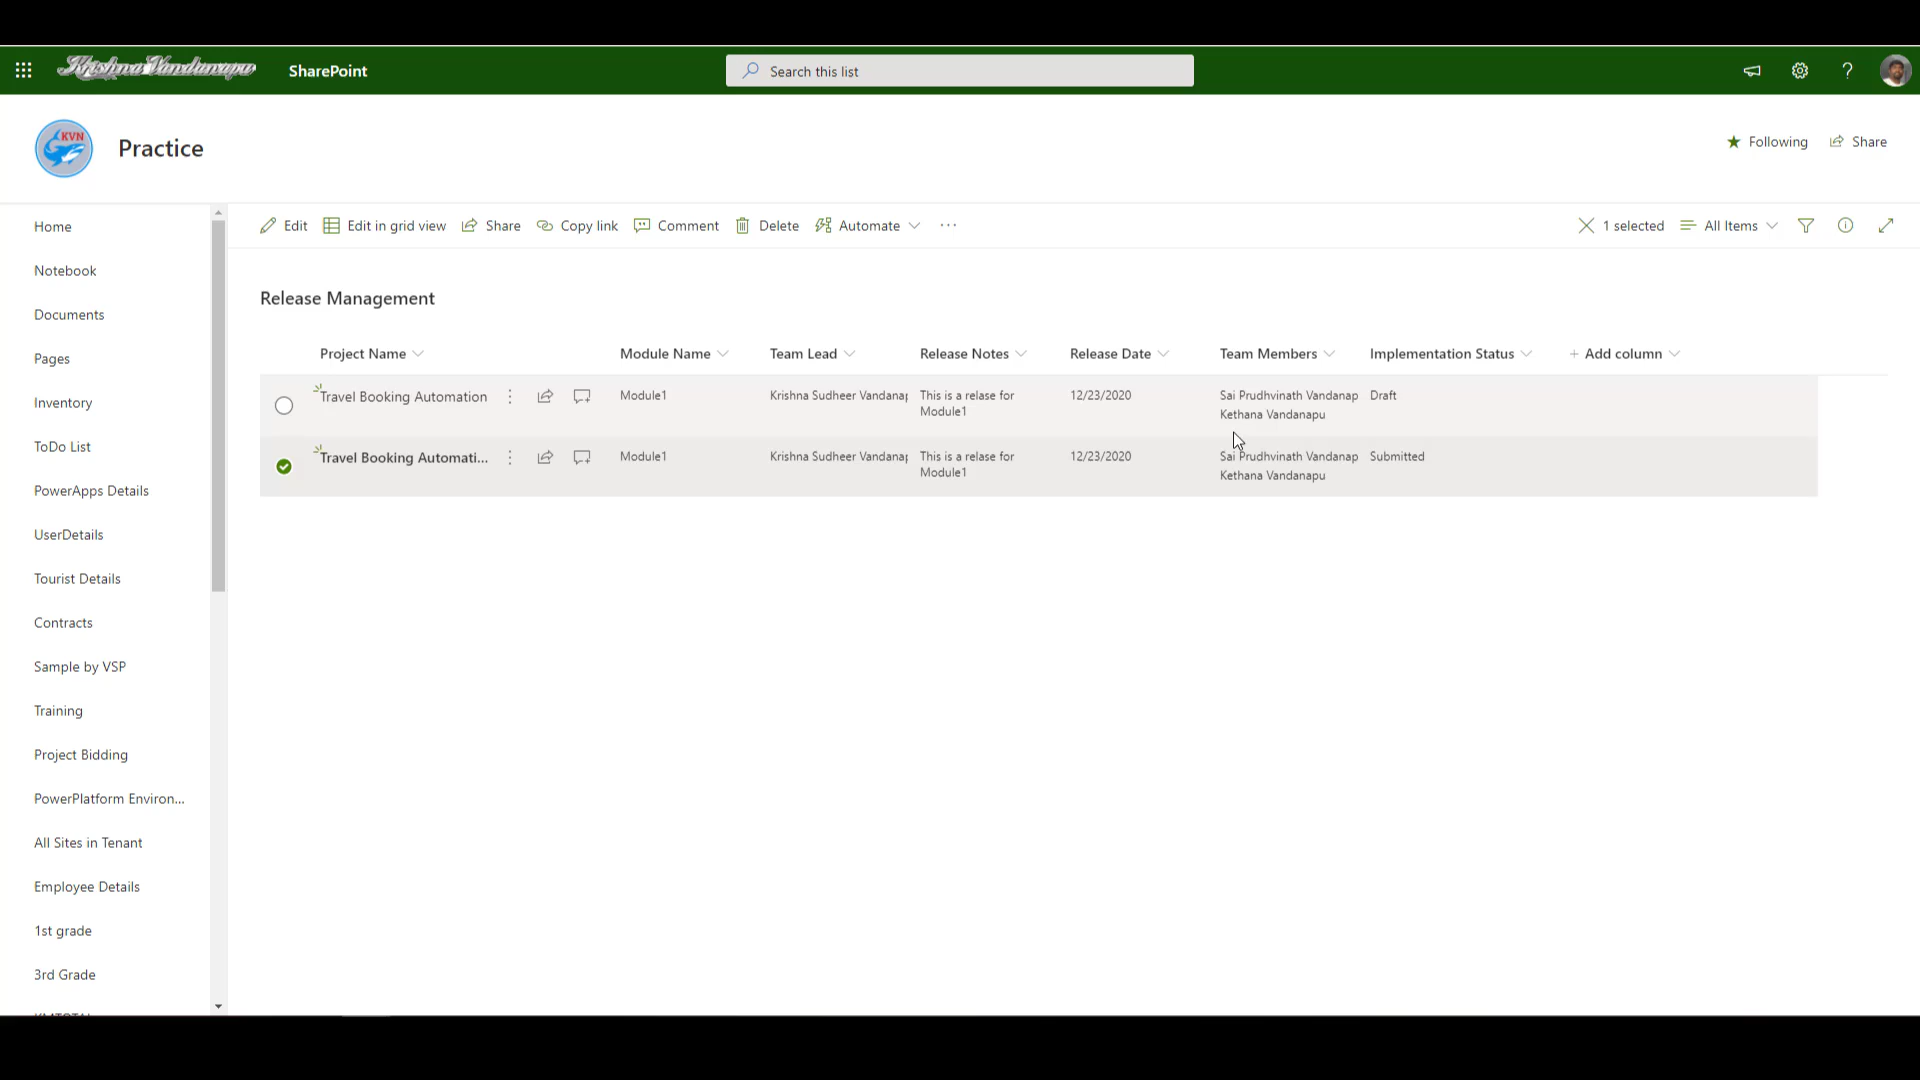 Krishna Vandanapu
SharePoint
Search this list
?
KVN
Practice
Following
Share
Home
Notebook
Documents
Pages
Inventory
ToDo List
PowerApps Details
UserDetails
Tourist Details
Contracts
Sample by VSP
Training
Project Bidding
PowerPlatform Environ...
All Sites in Tenant
Employee Details
1st grade
3rd Grade
Edit
Edit in grid view
Share
Copy link
Comment
Delete
Automate
...
1 selected
All Items
Release Management
Project Name
Module Name
Team Lead
Release Notes
Release Date
Team Members
Implementation Status
+ Add column
Travel Booking Automation
Module1
Krishna Sudheer Vandanap
This is a relase for
Module1
12/23/2020
Sai Prudhvinath Vandanap
Kethana Vandanapu
Draft
Travel Booking Automati...
Module1
Krishna Sudheer Vandanap
This is a relase for
Module1
12/23/2020
Sai Prudhvinath Vandanap
Kethana Vandanapu
Submitted